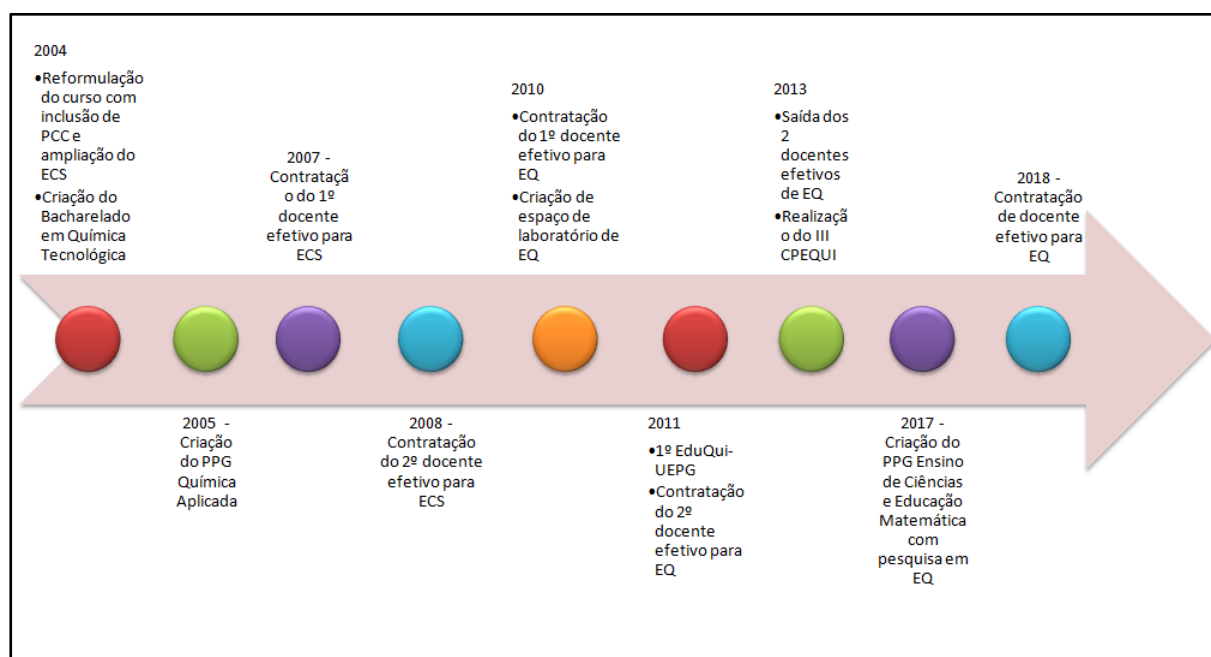 2004
•Reformulação
do curso com
inclusão de
PCC e
ampliação do
ECS
•Criação do
Bacharelado
em Química
Tecnológica
2005 -
Criação
do PPG
Química
Aplicada
2007 -
Contrataçã
o do 1º
docente
efetivo para
ECS
2008 -
Contratação
do 2º docente
efetivo para
ECS
2010
•Contratação
do 1º docente
efetivo para
EQ
•Criação de
espaço de
laboratório de
EQ
2011
•1º EduQui-
UEPG
•Contratação
do 2º
docente
efetivo para
EQ
2013
•Saída dos
2
docentes
efetivos
de EQ
•Realizaçã
o do III
CPEQUI
2017 -
Criação do
PPG Ensino
de Ciências
e Educação
Matemática
com
pesquisa em
EQ
2018 -
Contratação
de docente
efetivo para
EQ